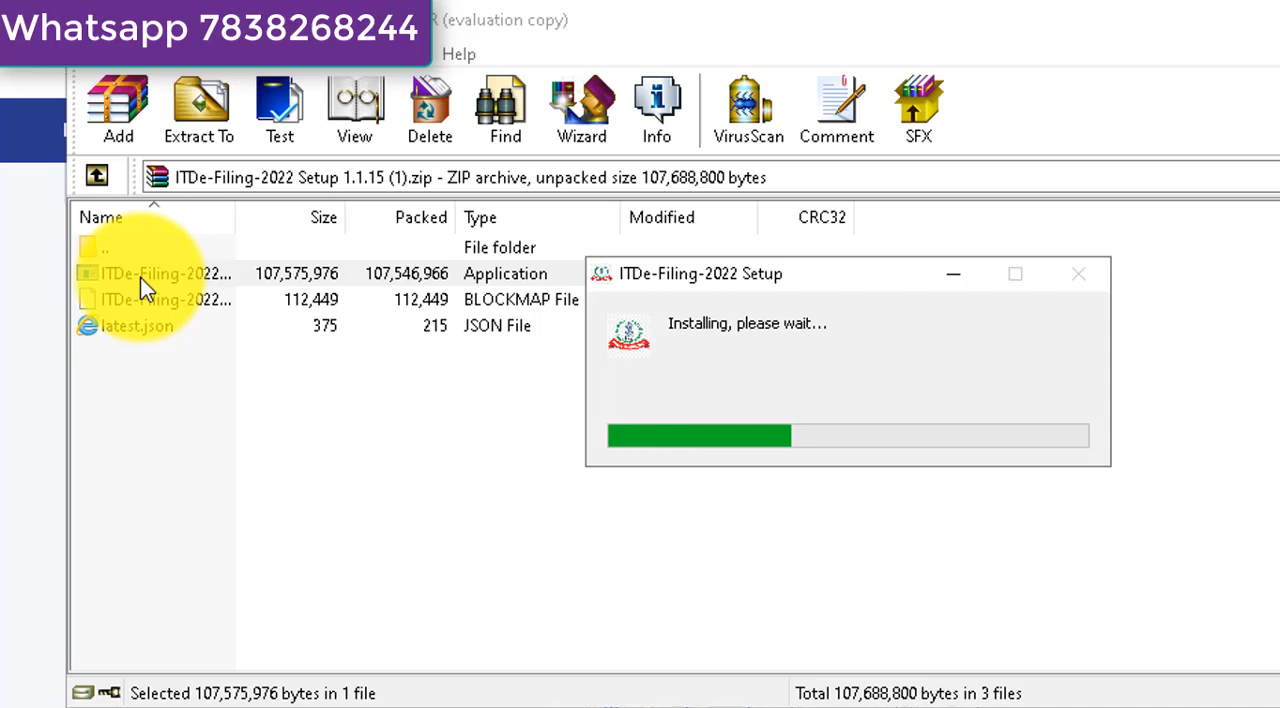 Whatsapp 7838268244
R (evaluation copy)
Help
Add
Extract To
Test
View
Delete
Find
Wizard
Info
VirusScan
Comment
SFX
ITDe-Filing-2022 Setup 1.1.15 (1).zip - ZIP archive, unpacked size 107,688,800 bytes
Name Size Packed Type Modified CRC32
.. File folder
ITDe-Filing-2022... 107,575,976 107,546,966 Application
ITDe-Filing-2022... 112,449 112,449 BLOCKMAP File
latest.json 375 215 JSON File
ITDe-Filing-2022 Setup
Installing, please wait...
Selected 107,575,976 bytes in 1 file
Total 107,688,800 bytes in 3 files